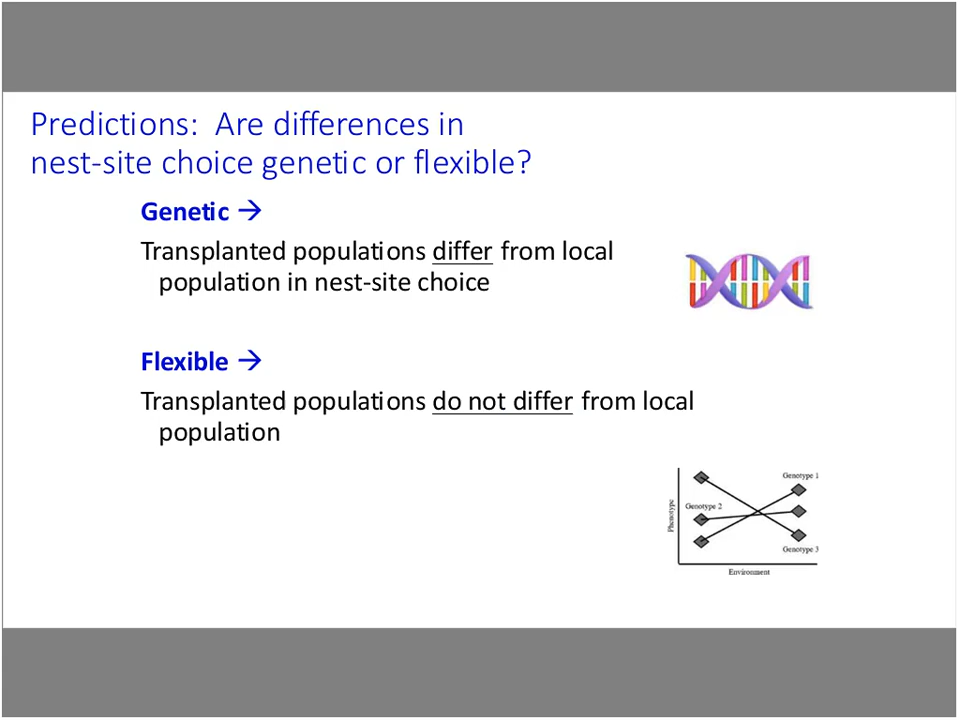 Predictions:  Are differences in
nest-site choice genetic or flexible?
Genetic →
Transplanted populations differ from local
population in nest-site choice
Flexible →
Transplanted populations do not differ from local
population
Genotype 1
Genotype 2
Phenotype
Genotype 3
Environment